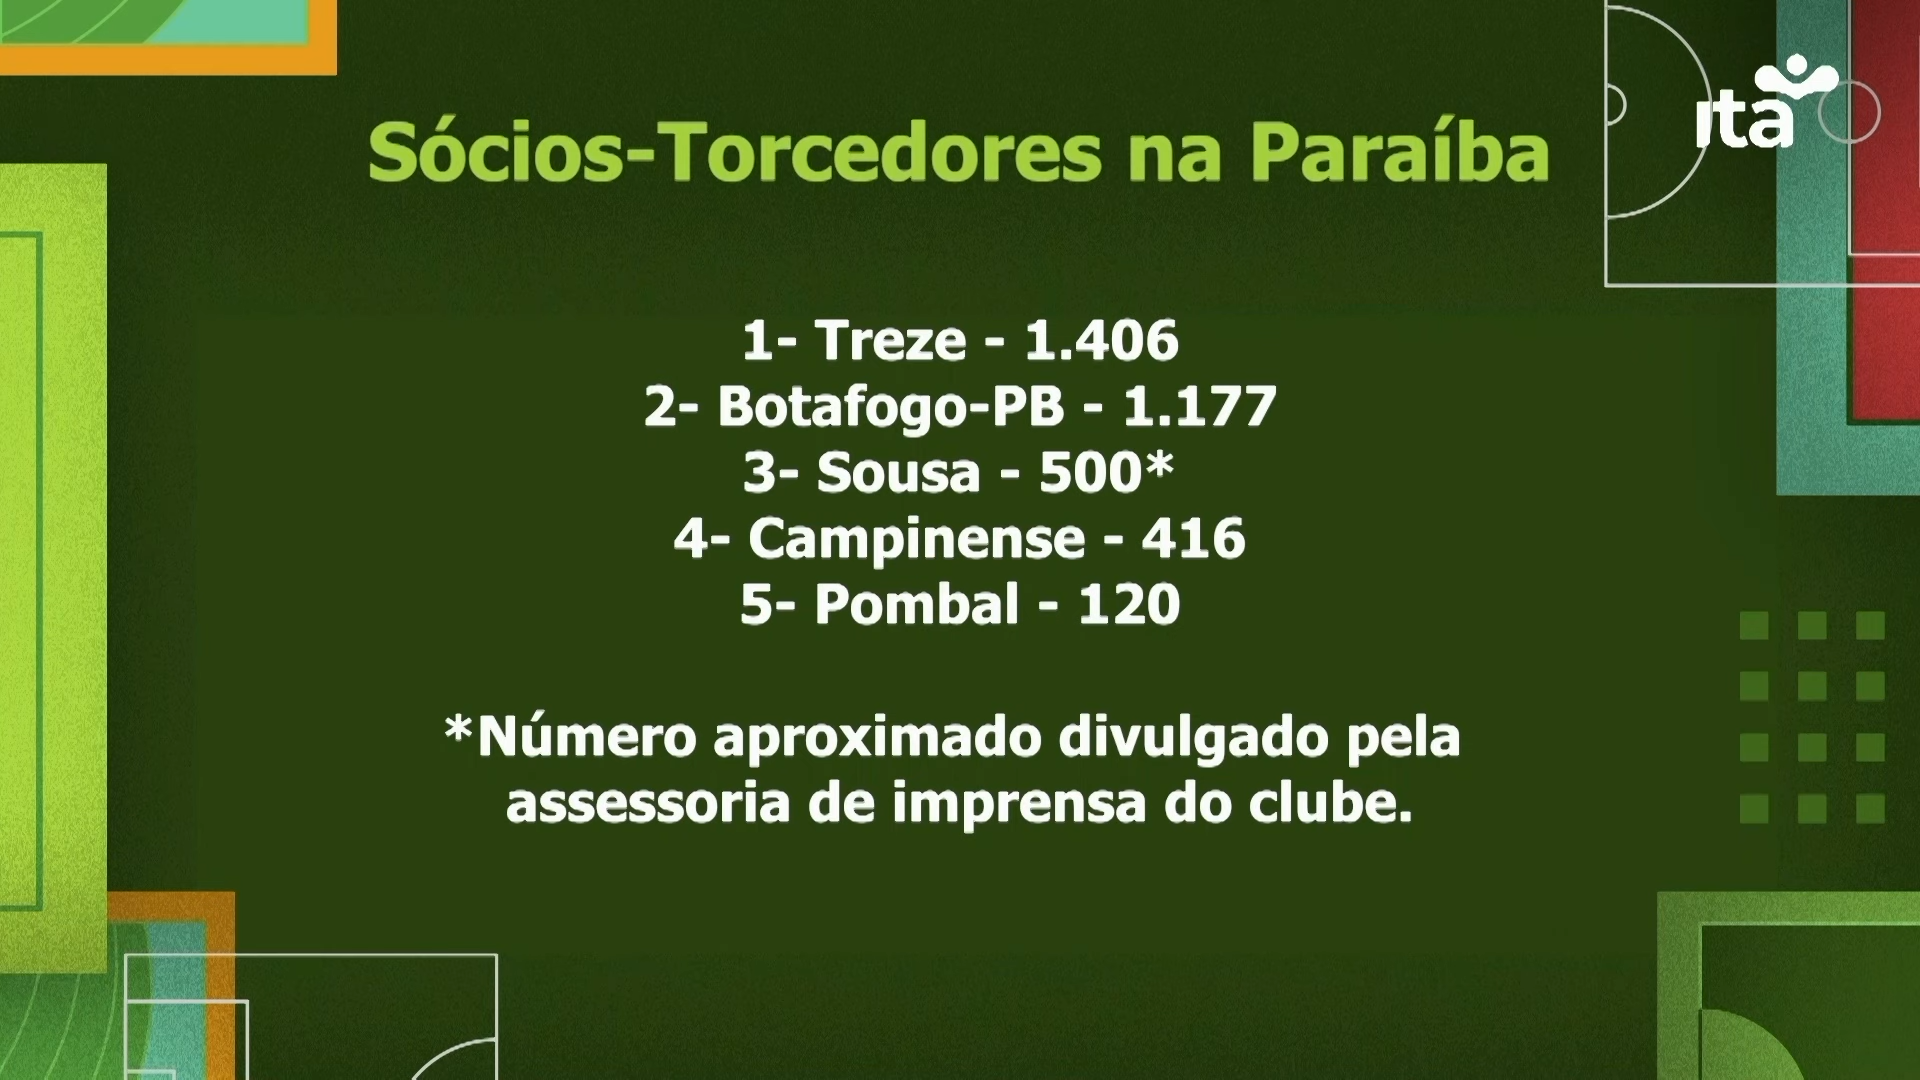 ita
Sócios-Torcedores na Paraíba
1- Treze - 1.406
2- Botafogo-PB - 1.177
3- Sousa - 500*
4- Campinense - 416
5- Pombal - 120
*Número aproximado divulgado pela
assessoria de imprensa do clube.